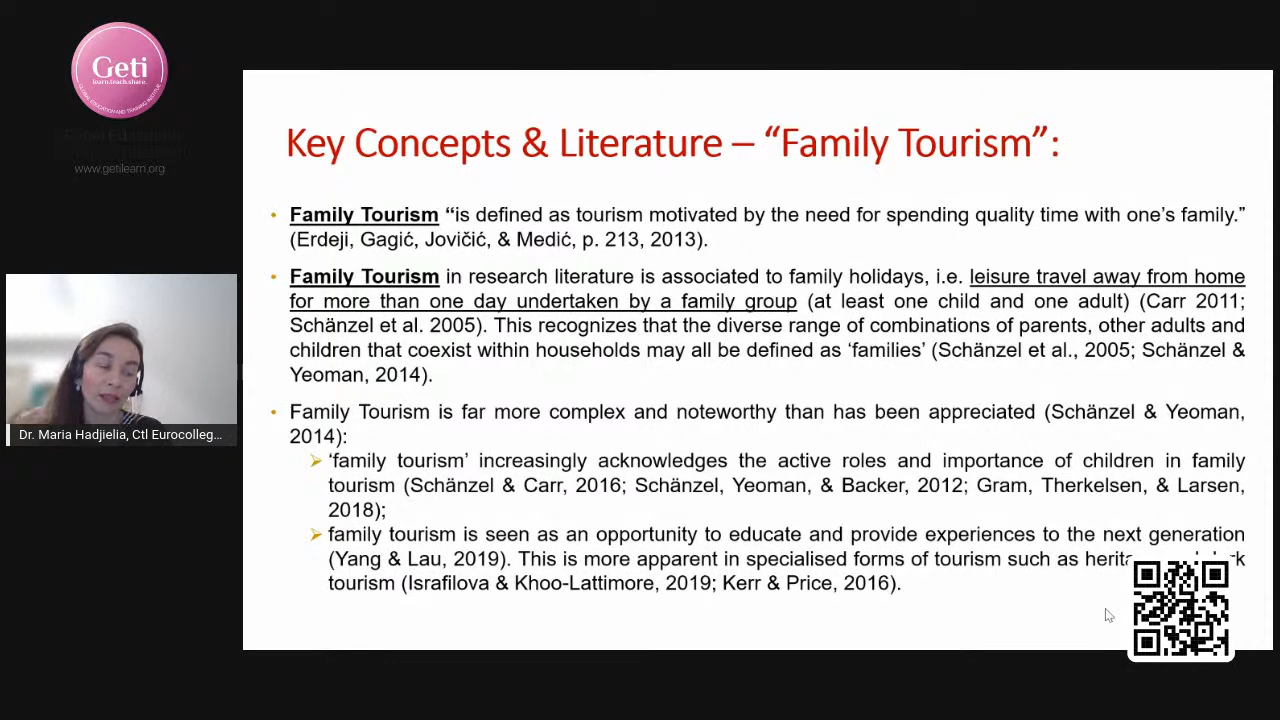 Geti
learn.teach.share.
GLOBAL EDUCATION AND TRAINING INSTITUTE
www.getilearn.org
Key Concepts & Literature – “Family Tourism”:
• Family Tourism “is defined as tourism motivated by the need for spending quality time with one’s family.”
(Erdeji, Gagić, Jovičić, & Medić, p. 213, 2013).
• Family Tourism in research literature is associated to family holidays, i.e. leisure travel away from home
for more than one day undertaken by a family group (at least one child and one adult) (Carr 2011;
Schänzel et al. 2005). This recognizes that the diverse range of combinations of parents, other adults and
children that coexist within households may all be defined as ‘families’ (Schänzel et al., 2005; Schänzel &
Yeoman, 2014).
• Family Tourism is far more complex and noteworthy than has been appreciated (Schänzel & Yeoman,
2014):
➢ ‘family tourism’ increasingly acknowledges the active roles and importance of children in family
tourism (Schänzel & Carr, 2016; Schänzel, Yeoman, & Backer, 2012; Gram, Therkelsen, & Larsen,
2018);
➢ family tourism is seen as an opportunity to educate and provide experiences to the next generation
(Yang & Lau, 2019). This is more apparent in specialised forms of tourism such as
tourism (Israfilova & Khoo-Lattimore, 2019; Kerr & Price, 2016).
Dr. Maria Hadjielia, Ctl Eurocolleg...